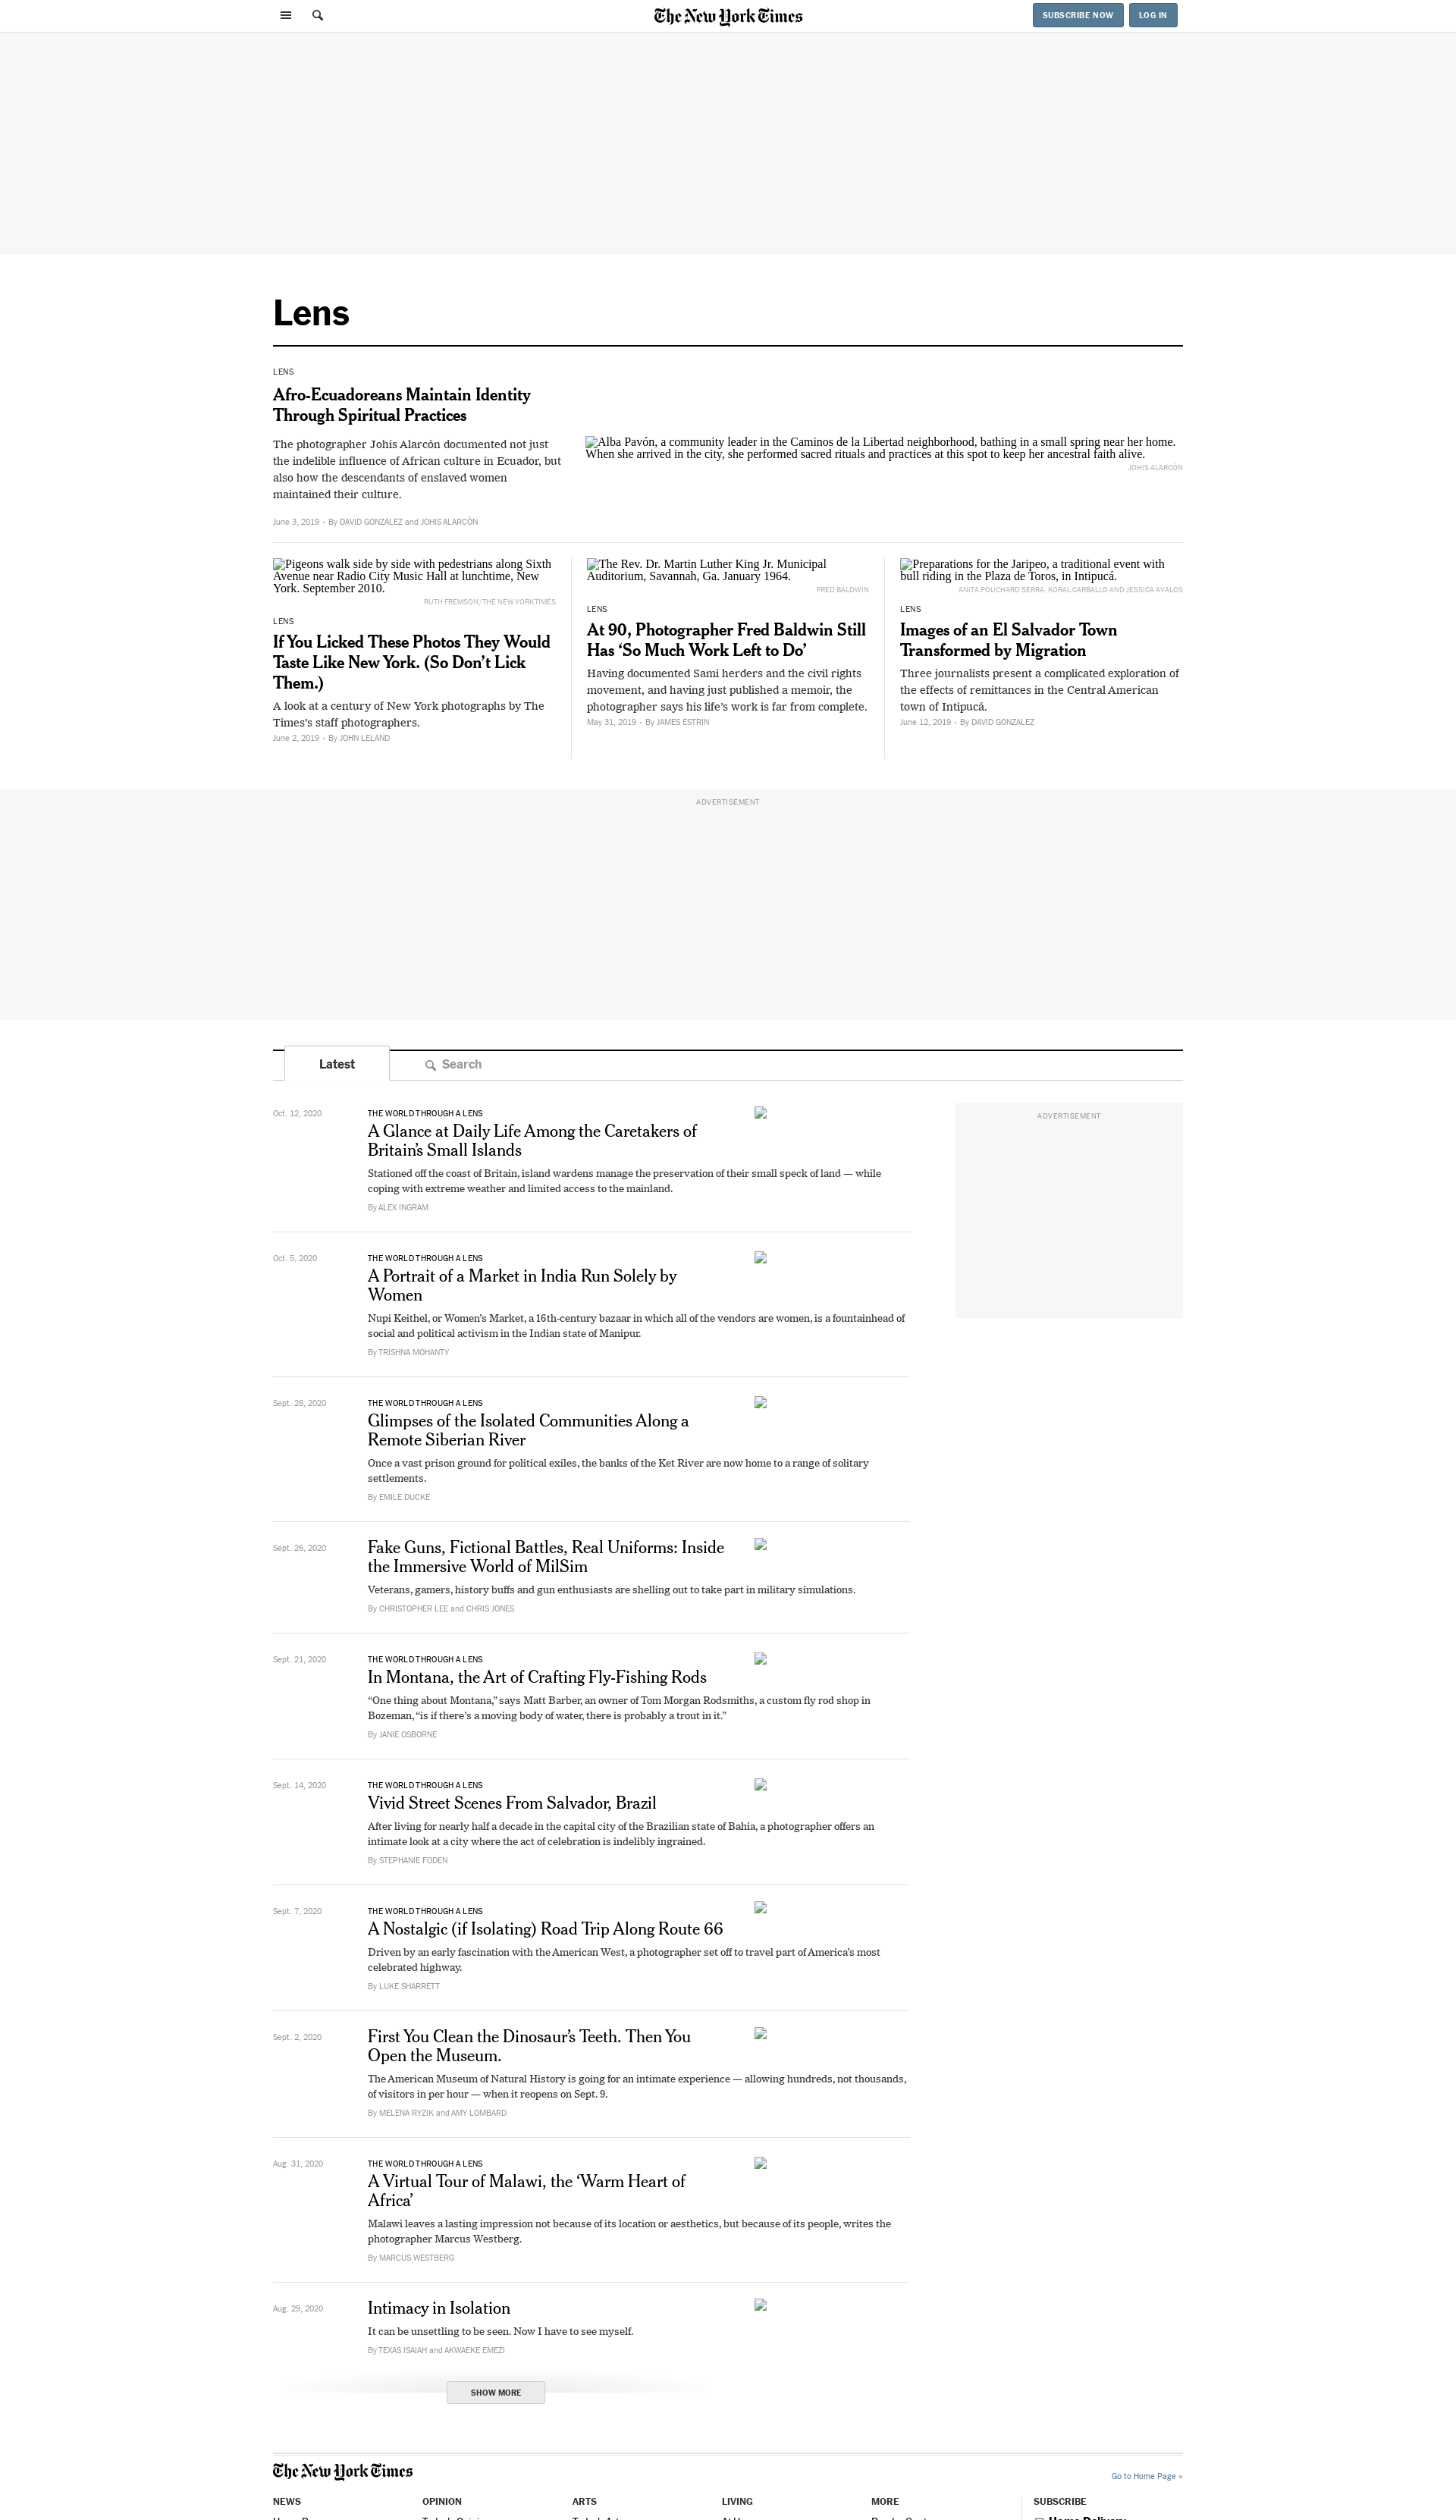 The New York Times
SUBSCRIBE NOW
LOG IN
Lens
LENS
Afro-Ecuadoreans Maintain Identity
Through Spiritual Practices
The photographer Johis Alarcón documented not just
the indelible influence of African culture in Ecuador, but
also how the descendants of enslaved women
maintained their culture.
June 3, 2019 • By DAVID GONZALEZ and JOHIS ALARCÓN
Alba Pavón, a community leader in the Caminos de la Libertad neighborhood, bathing in a small spring near her home.
When she arrived in the city, she performed sacred rituals and practices at this spot to keep her ancestral faith alive.
JOHIS ALARCÓN
Pigeons walk side by side with pedestrians along Sixth
Avenue near Radio City Music Hall at lunchtime, New
York. September 2010.
RUTH FREMSON/THE NEW YORKTIMES
LENS
If You Licked These Photos They Would
Taste Like New York. (So Don’t Lick
Them.)
A look at a century of New York photographs by The
Times’s staff photographers.
June 2, 2019 • By JOHN LELAND
The Rev. Dr. Martin Luther King Jr. Municipal
Auditorium, Savannah, Ga. January 1964.
FRED BALDWIN
LENS
At 90, Photographer Fred Baldwin Still
Has ‘So Much Work Left to Do’
Having documented Sami herders and the civil rights
movement, and having just published a memoir, the
photographer says his life’s work is far from complete.
May 31, 2019 • By JAMES ESTRIN
Preparations for the Jaripeo, a traditional event with
bull riding in the Plaza de Toros, in Intipucá.
ANITA POUCHARD SERRA, KORAL CARBALLO AND JESSICA AVALOS
LENS
Images of an El Salvador Town
Transformed by Migration
Three journalists present a complicated exploration of
the effects of remittances in the Central American
town of Intipucá.
June 12, 2019 • By DAVID GONZALEZ
ADVERTISEMENT
Latest
Search
ADVERTISEMENT
Oct. 12, 2020
THE WORLD THROUGH A LENS
A Glance at Daily Life Among the Caretakers of
Britain’s Small Islands
Stationed off the coast of Britain, island wardens manage the preservation of their small speck of land — while
coping with extreme weather and limited access to the mainland.
By ALEX INGRAM
Oct. 5, 2020
THE WORLD THROUGH A LENS
A Portrait of a Market in India Run Solely by
Women
Nupi Keithel, or Women’s Market, a 16th-century bazaar in which all of the vendors are women, is a fountainhead of
social and political activism in the Indian state of Manipur.
By TRISHNA MOHANTY
Sept. 28, 2020
THE WORLD THROUGH A LENS
Glimpses of the Isolated Communities Along a
Remote Siberian River
Once a vast prison ground for political exiles, the banks of the Ket River are now home to a range of solitary
settlements.
By EMILE DUCKE
Sept. 26, 2020
Fake Guns, Fictional Battles, Real Uniforms: Inside
the Immersive World of MilSim
Veterans, gamers, history buffs and gun enthusiasts are shelling out to take part in military simulations.
By CHRISTOPHER LEE and CHRIS JONES
Sept. 21, 2020
THE WORLD THROUGH A LENS
In Montana, the Art of Crafting Fly-Fishing Rods
“One thing about Montana,” says Matt Barber, an owner of Tom Morgan Rodsmiths, a custom fly rod shop in
Bozeman, “is if there’s a moving body of water, there is probably a trout in it.”
By JANIE OSBORNE
Sept. 14, 2020
THE WORLD THROUGH A LENS
Vivid Street Scenes From Salvador, Brazil
After living for nearly half a decade in the capital city of the Brazilian state of Bahia, a photographer offers an
intimate look at a city where the act of celebration is indelibly ingrained.
By STEPHANIE FODEN
Sept. 7, 2020
THE WORLD THROUGH A LENS
A Nostalgic (if Isolating) Road Trip Along Route 66
Driven by an early fascination with the American West, a photographer set off to travel part of America’s most
celebrated highway.
By LUKE SHARRETT
Sept. 2, 2020
First You Clean the Dinosaur’s Teeth. Then You
Open the Museum.
The American Museum of Natural History is going for an intimate experience — allowing hundreds, not thousands,
of visitors in per hour — when it reopens on Sept. 9.
By MELENA RYZIK and AMY LOMBARD
Aug. 31, 2020
THE WORLD THROUGH A LENS
A Virtual Tour of Malawi, the ‘Warm Heart of
Africa’
Malawi leaves a lasting impression not because of its location or aesthetics, but because of its people, writes the
photographer Marcus Westberg.
By MARCUS WESTBERG
Aug. 29, 2020
Intimacy in Isolation
It can be unsettling to be seen. Now I have to see myself.
By TEXAS ISAIAH and AKWAEKE EMEZI
SHOW MORE
The New York Times
Go to Home Page »
NEWS
OPINION
ARTS
LIVING
MORE
SUBSCRIBE